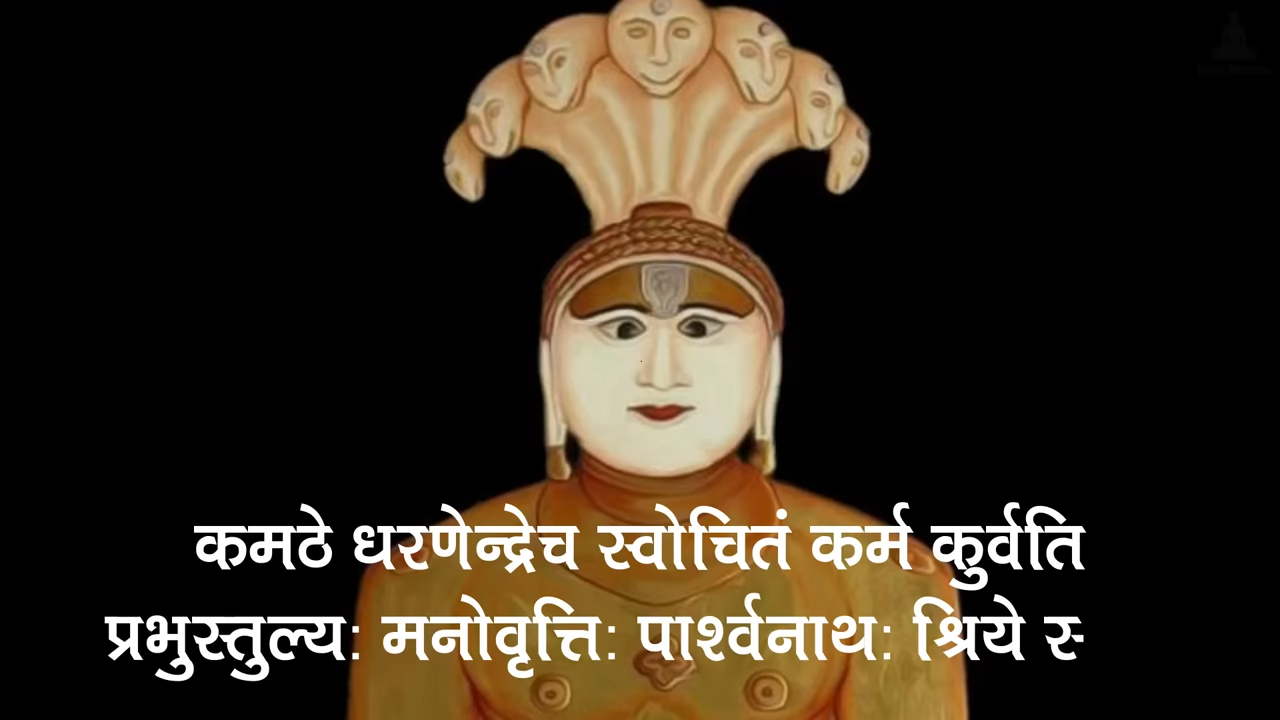 कमठे धरणेन्द्रेच स्वोचितं कर्म कुर्वति
प्रभुस्तुल्य: मनोवृत्ति: पार्श्वनाथ: श्रिये स्